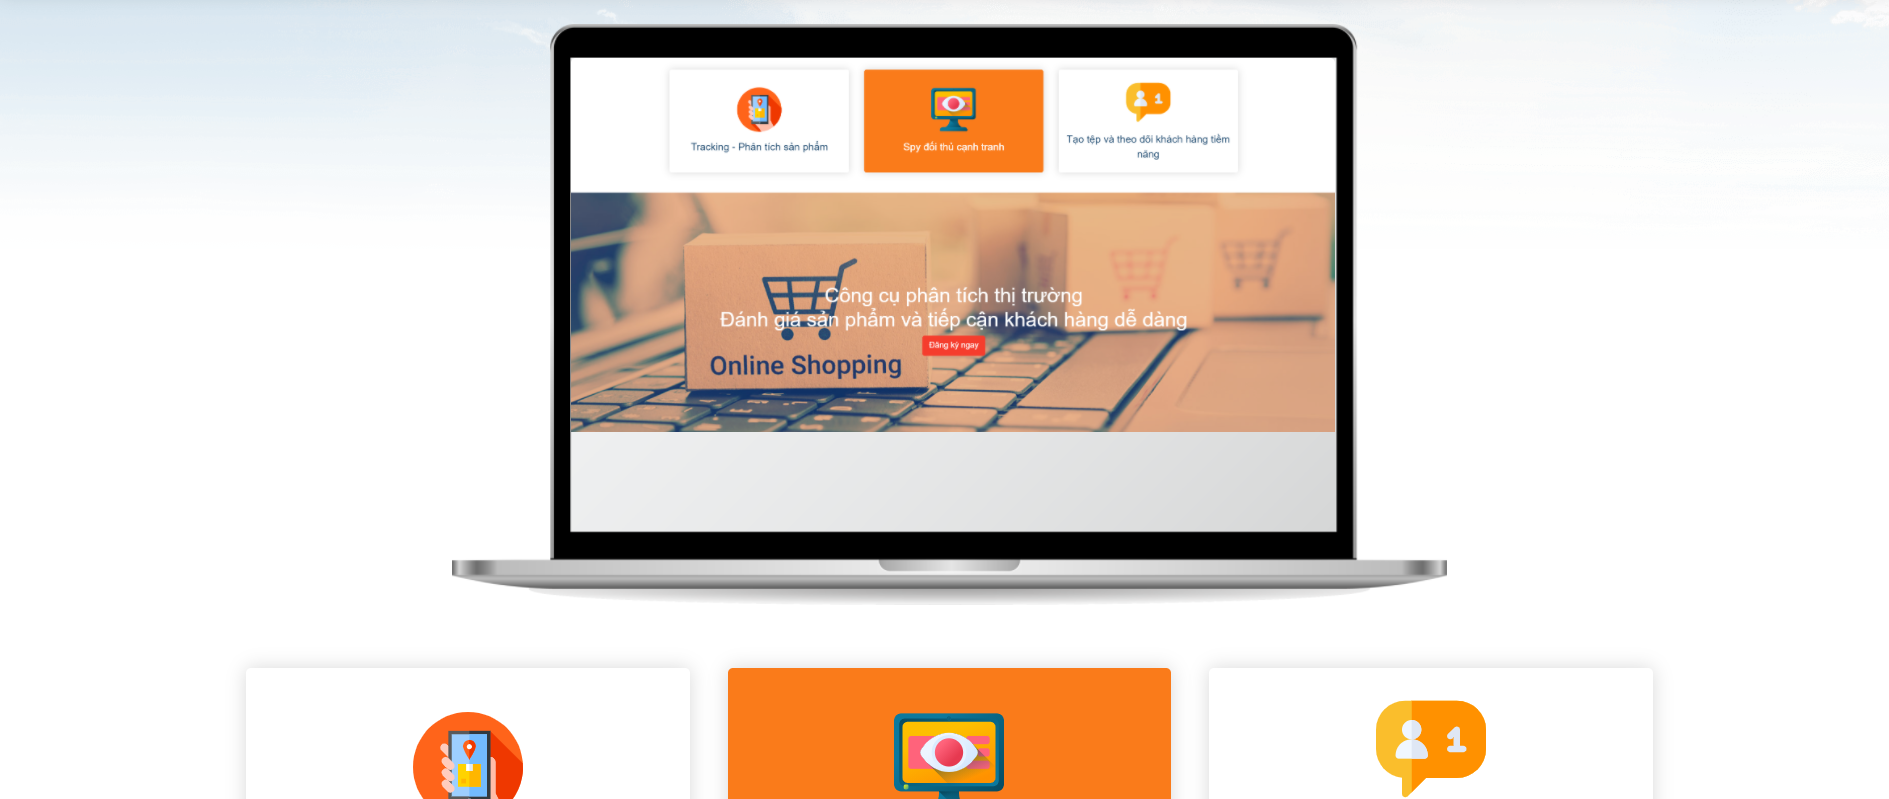 Tracking - Phân tích sản phẩm
Spy đối thủ cạnh tranh
1
Tạo tệp và theo dõi khách hàng tiềm
năng
Công cụ phân tích thị trường
Đánh giá sản phẩm và tiếp cận khách hàng dễ dàng
Đăng ký ngay
Online Shopping
1